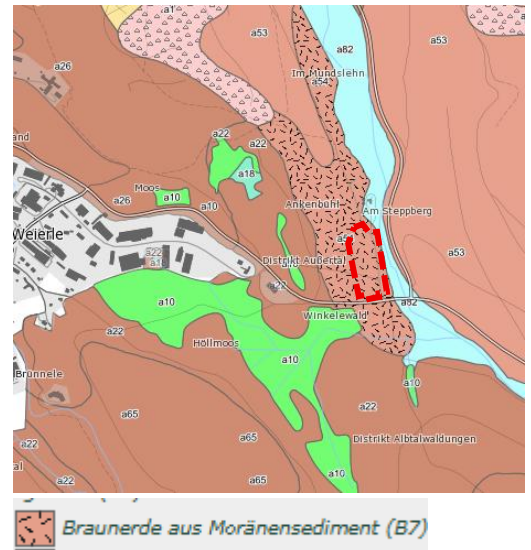 a1
a53
a82
a53
a26
Im Mundslehn
a54
a22
a22
and
a18
Moos
a26
a10
a10
Ankenbühl
Am Steppberg
Weierle
a53
a22
a1
Distrikt Außertal
a22
a82
a10
Winkelewald
a22
Höllmoos
a10
Brünnele
a10
a22
a65
a22
Distrikt Albtalwaldungen
al
a65
a10
a22
a65
Braunerde aus Moränensediment (B7)